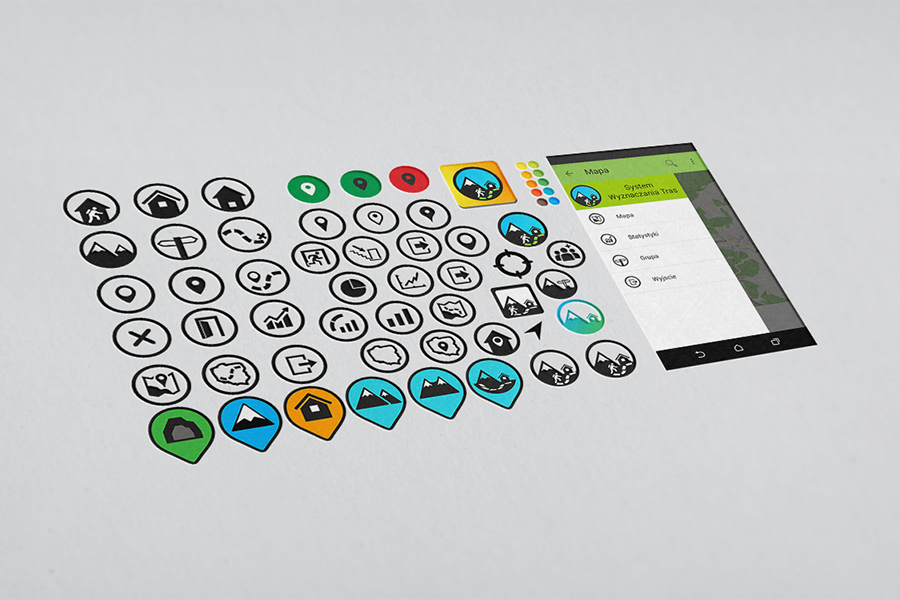 Mapa
System
Wyznaczania Tras
Mapa
Statystyki
Grupa
Wyjście